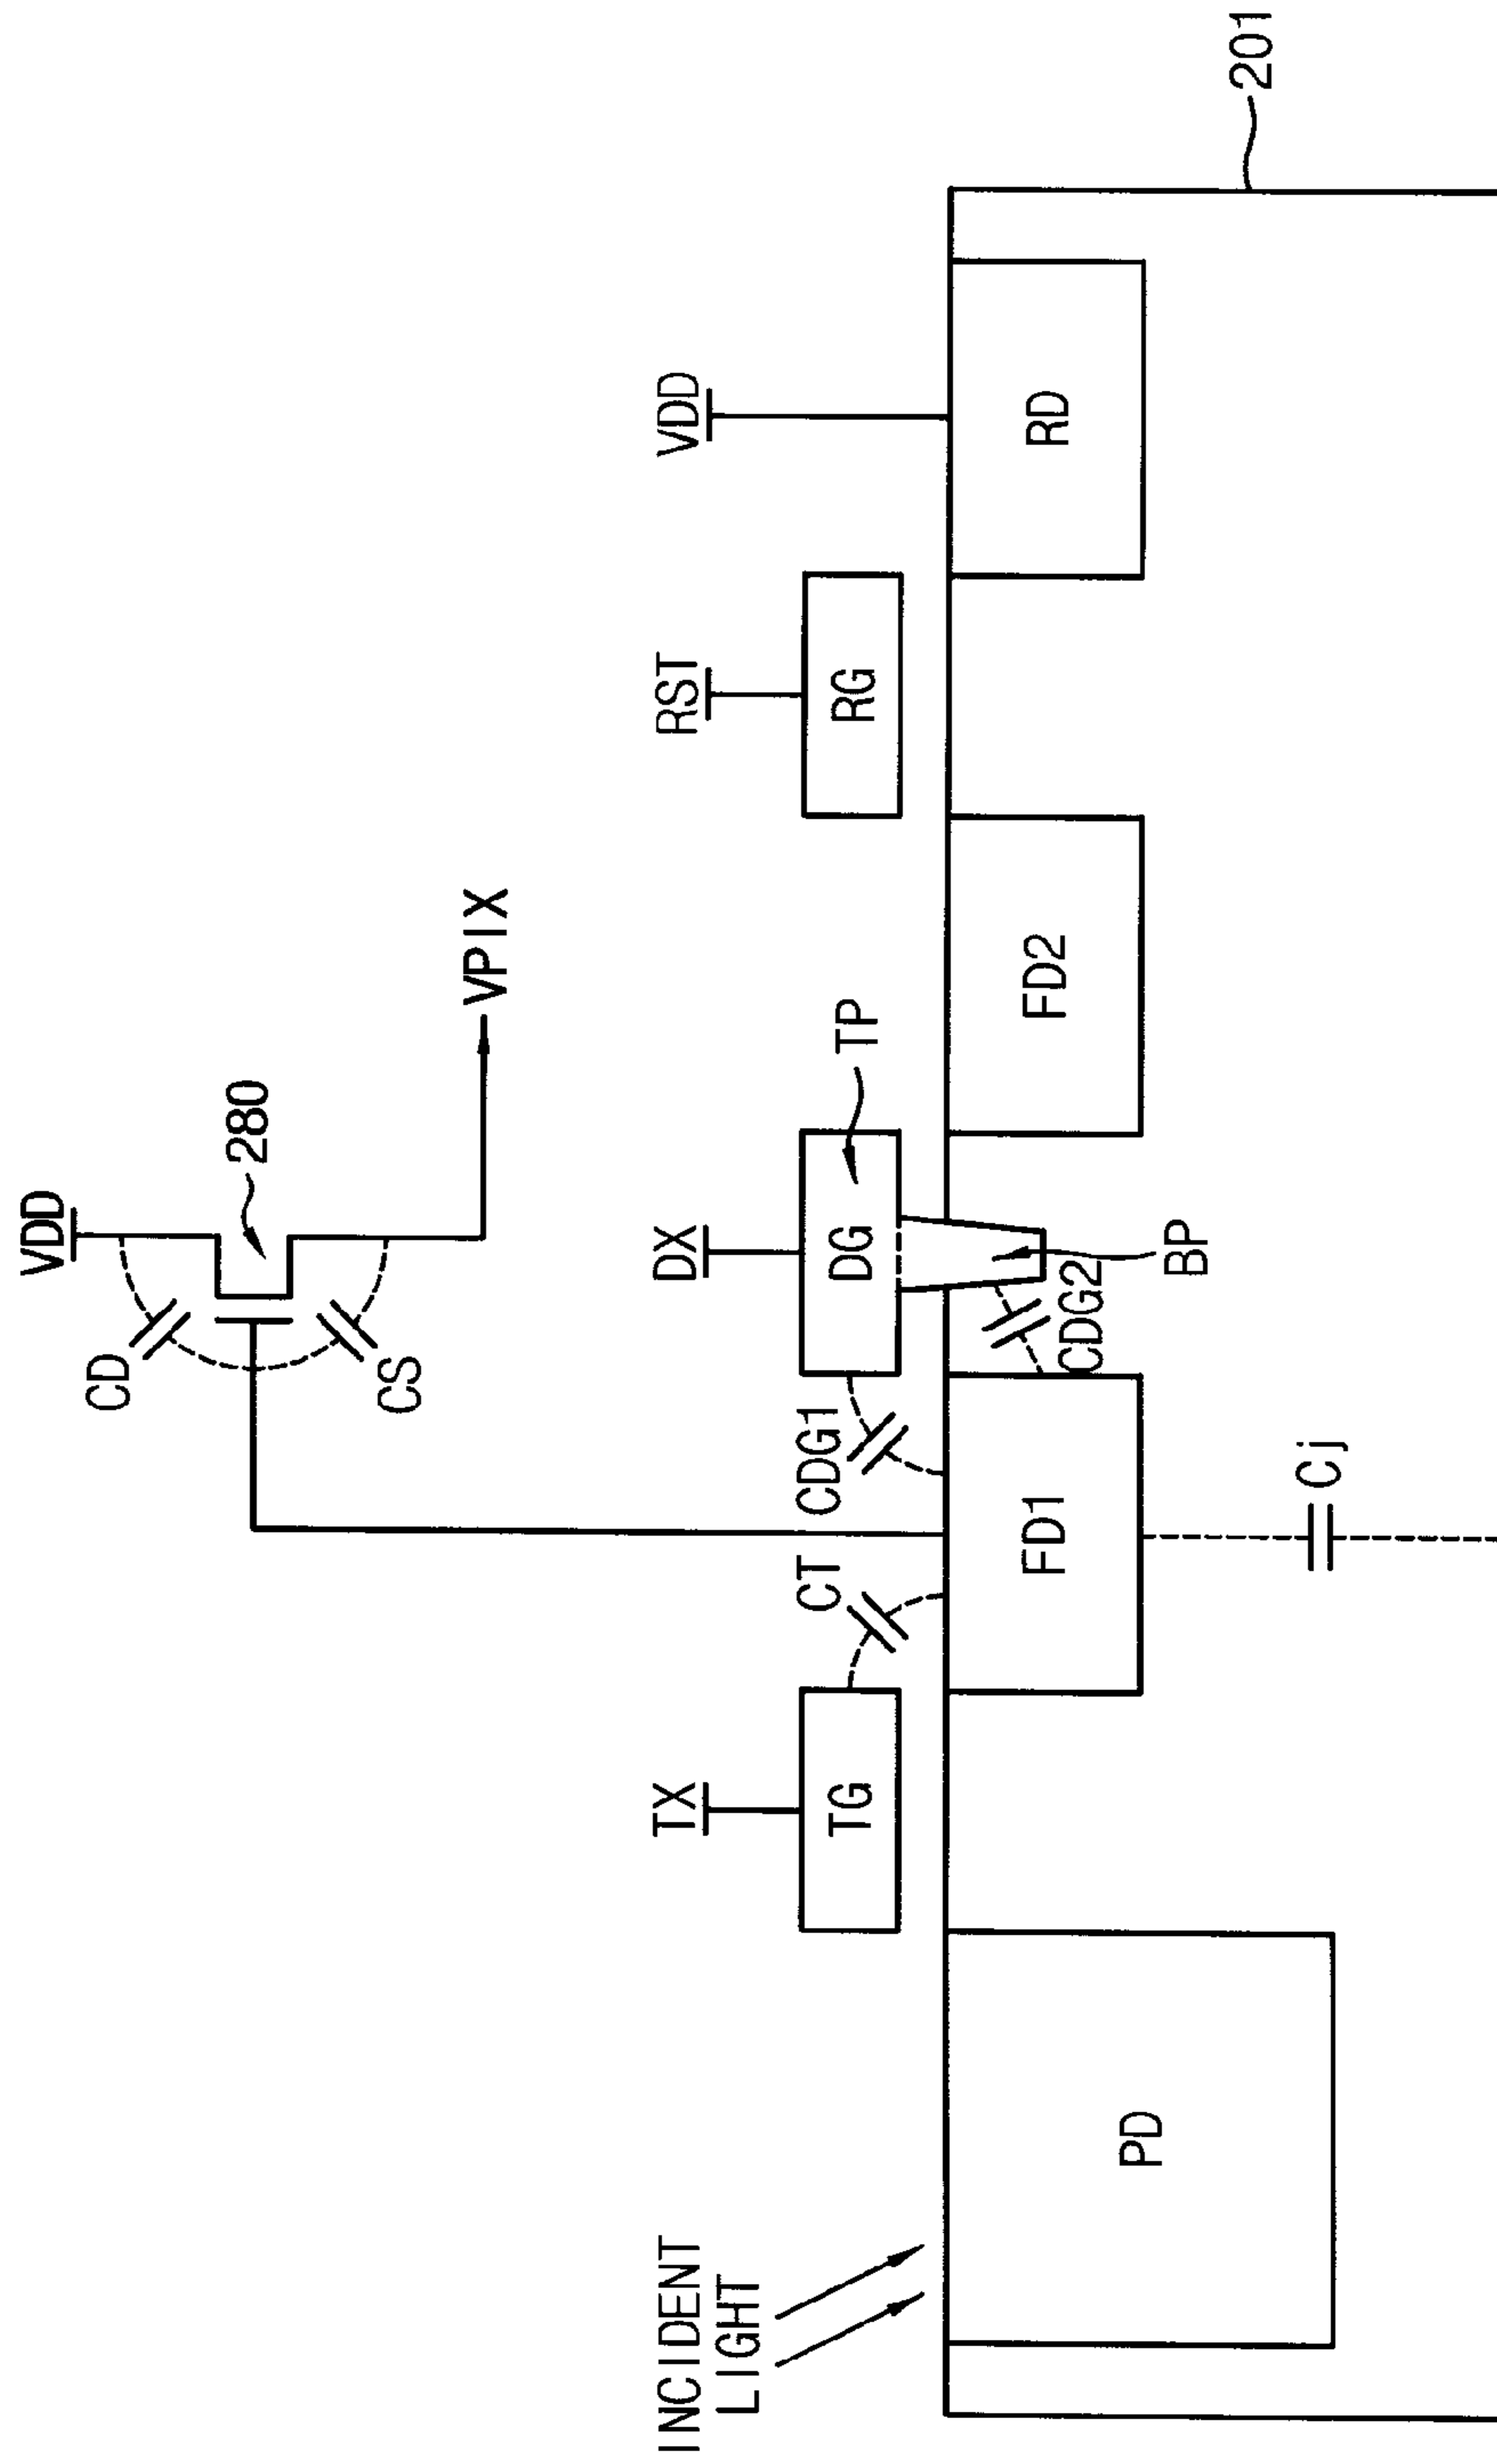 VDD
CD
280
CS
VPIX
INCIDENT
LIGHT
TX
DX
RST
VDD
TG
CT
CDG1
DG
TP
RG
PD
FD1
CDG2
BP
FD2
RD
Cj
201